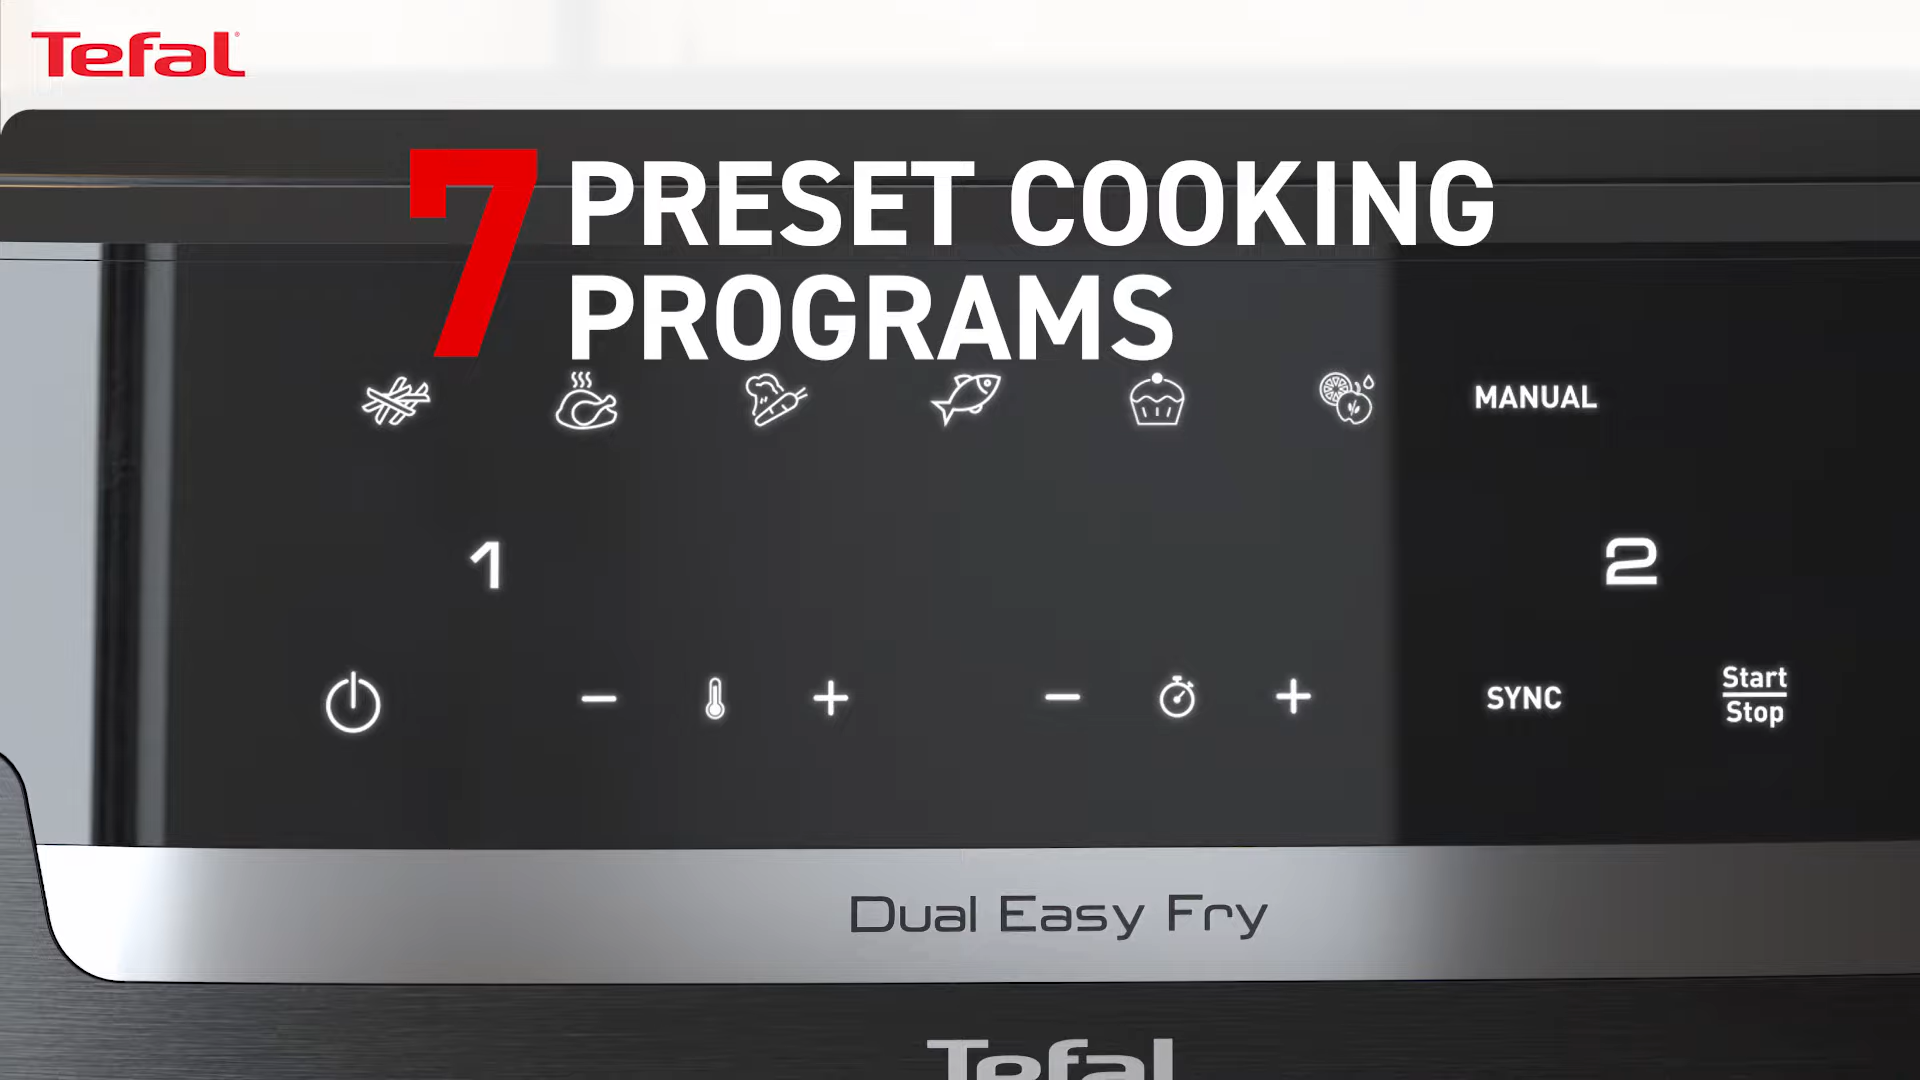 Tefal
7 PRESET COOKING
PROGRAMS
MANUAL
1
2
SYNC
Start
Stop
Dual Easy Fry
Tefal